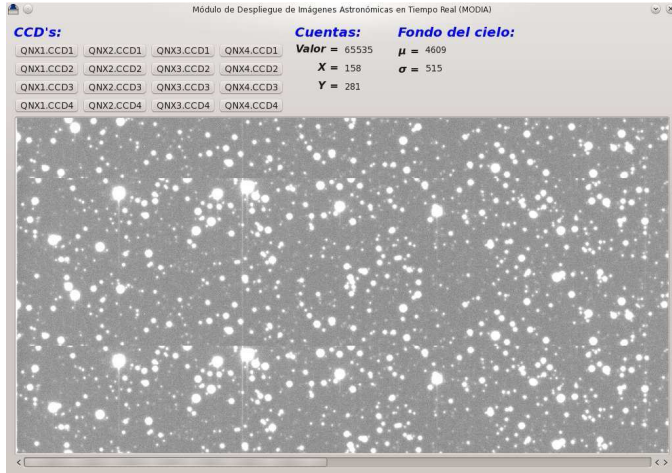 Módulo de Despliegue de Imágenes Astronómicas en Tiempo Real (MODIA)
CCD's:
QNX1.CCD1 QNX2.CCD1 QNX3.CCD1 QNX4.CCD1
QNX1.CCD2 QNX2.CCD2 QNX3.CCD2 QNX4.CCD2
QNX1.CCD3 QNX2.CCD3 QNX3.CCD3 QNX4.CCD3
QNX1.CCD4 QNX2.CCD4 QNX3.CCD4 QNX4.CCD4
Cuentas:
Valor = 65535
X = 158
Y = 281
Fondo del cielo:
μ = 4609
σ = 515